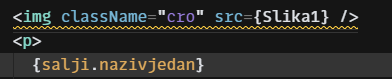 <img className="cro" src={Slika1} />
<p>
{salji.nazivjedan}